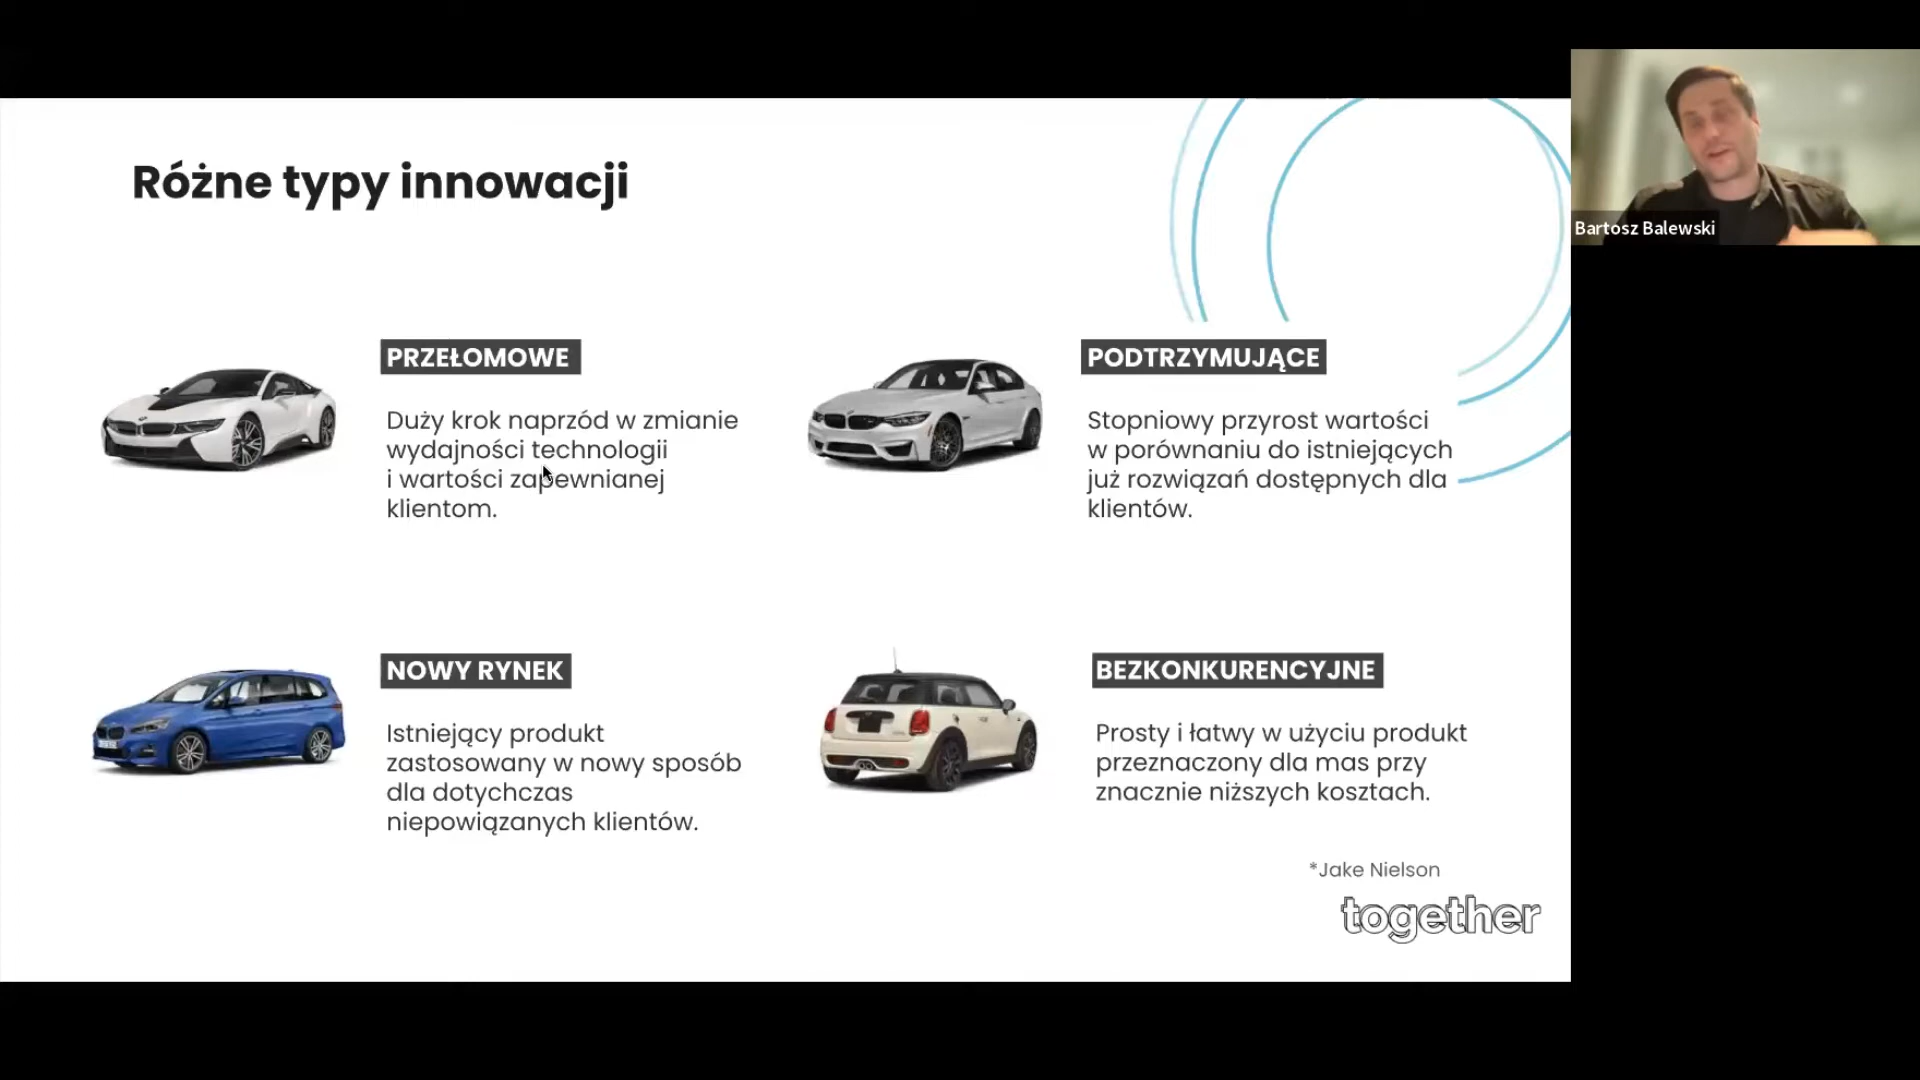 Różne typy innowacji
Bartosz Balewski
PRZEŁOMOWE
Duży krok naprzód w zmianie
wydajności technologii
i wartości zapewnianej
klientom.
PODTRZYMUJĄCE
Stopniowy przyrost wartości
w porównaniu do istniejących
już rozwiązań dostępnych dla
klientów.
NOWY RYNEK
Istniejący produkt
zastosowany w nowy sposób
dla dotychczas
niepowiązanych klientów.
BEZKONKURENCYJNE
Prosty i łatwy w użyciu produkt
przeznaczony dla mas przy
znacznie niższych kosztach.
*Jake Nielson
together